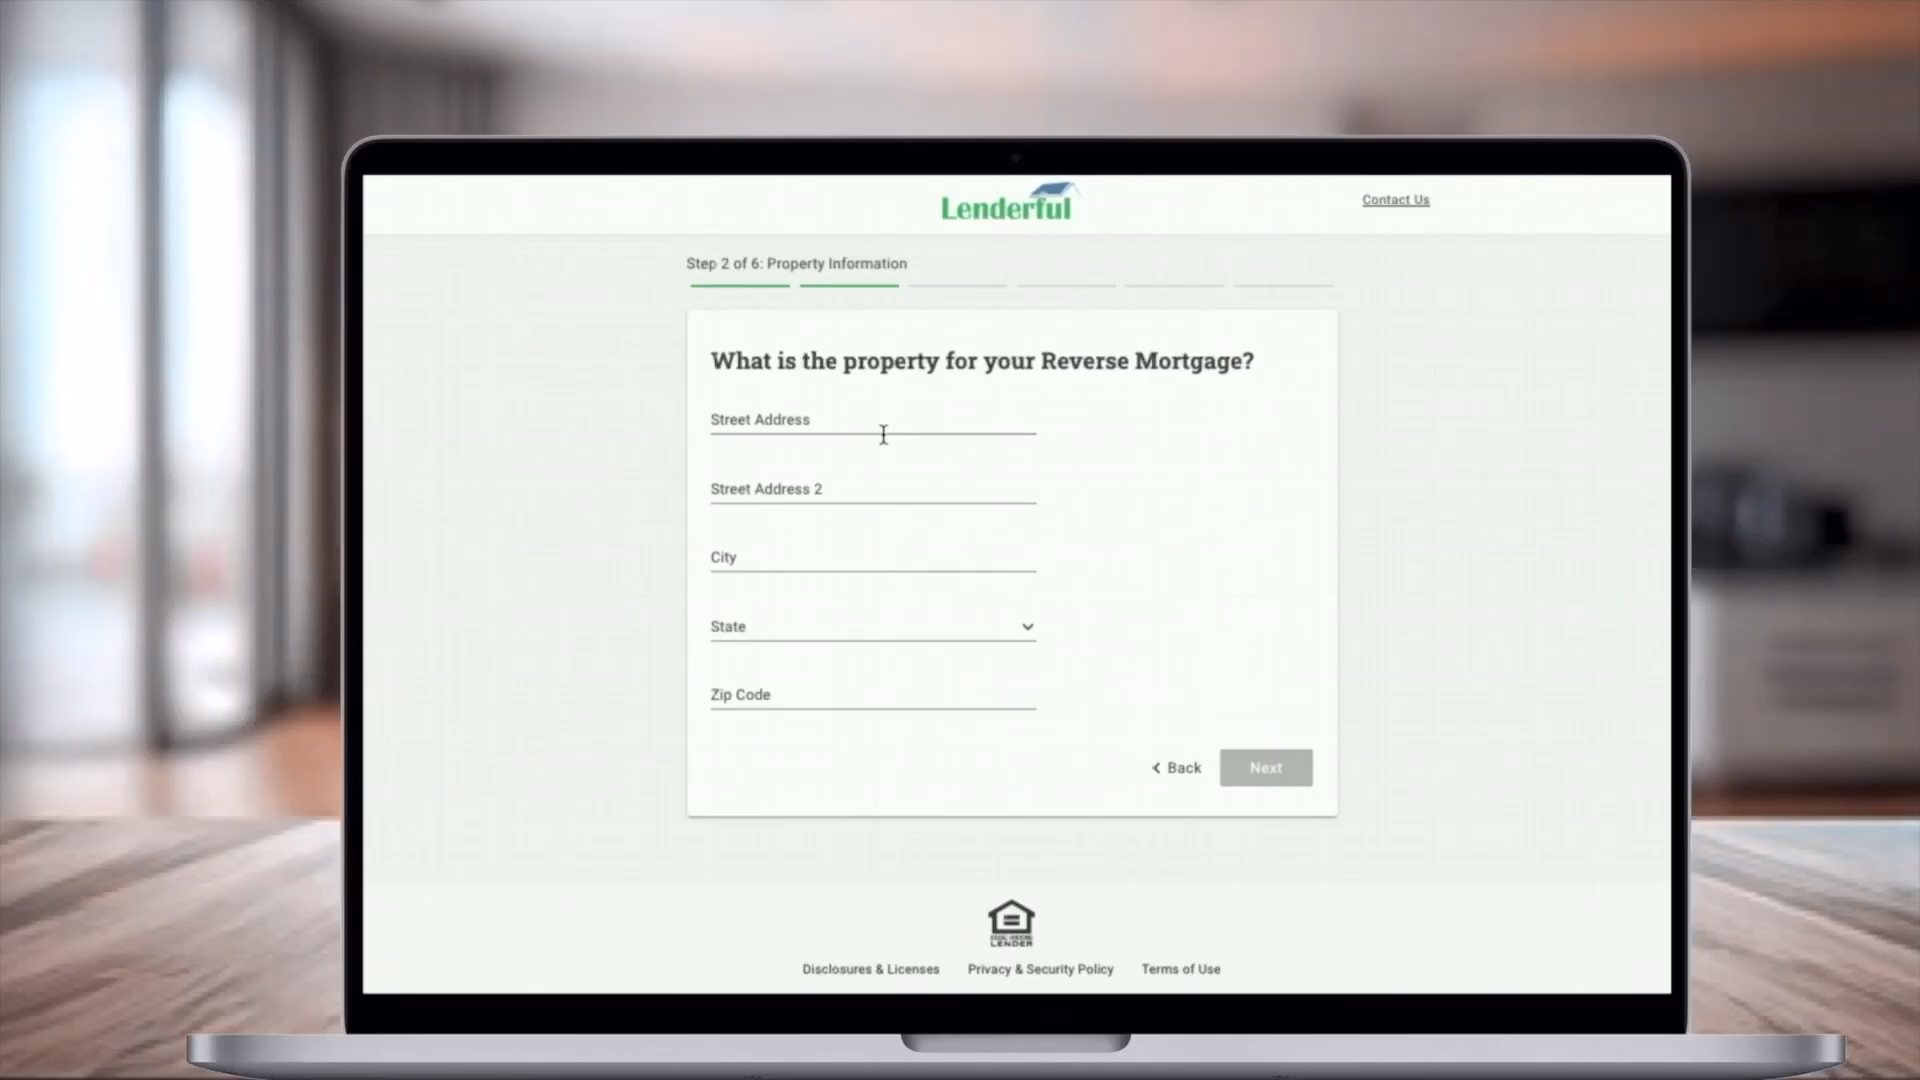 Lenderful
Contact Us
Step 2 of 6: Property Information
What is the property for your Reverse Mortgage?
Street Address
Street Address 2
City
State
Zip Code
Back
Next
LENDER
Disclosures & Licenses
Privacy & Security Policy
Terms of Use